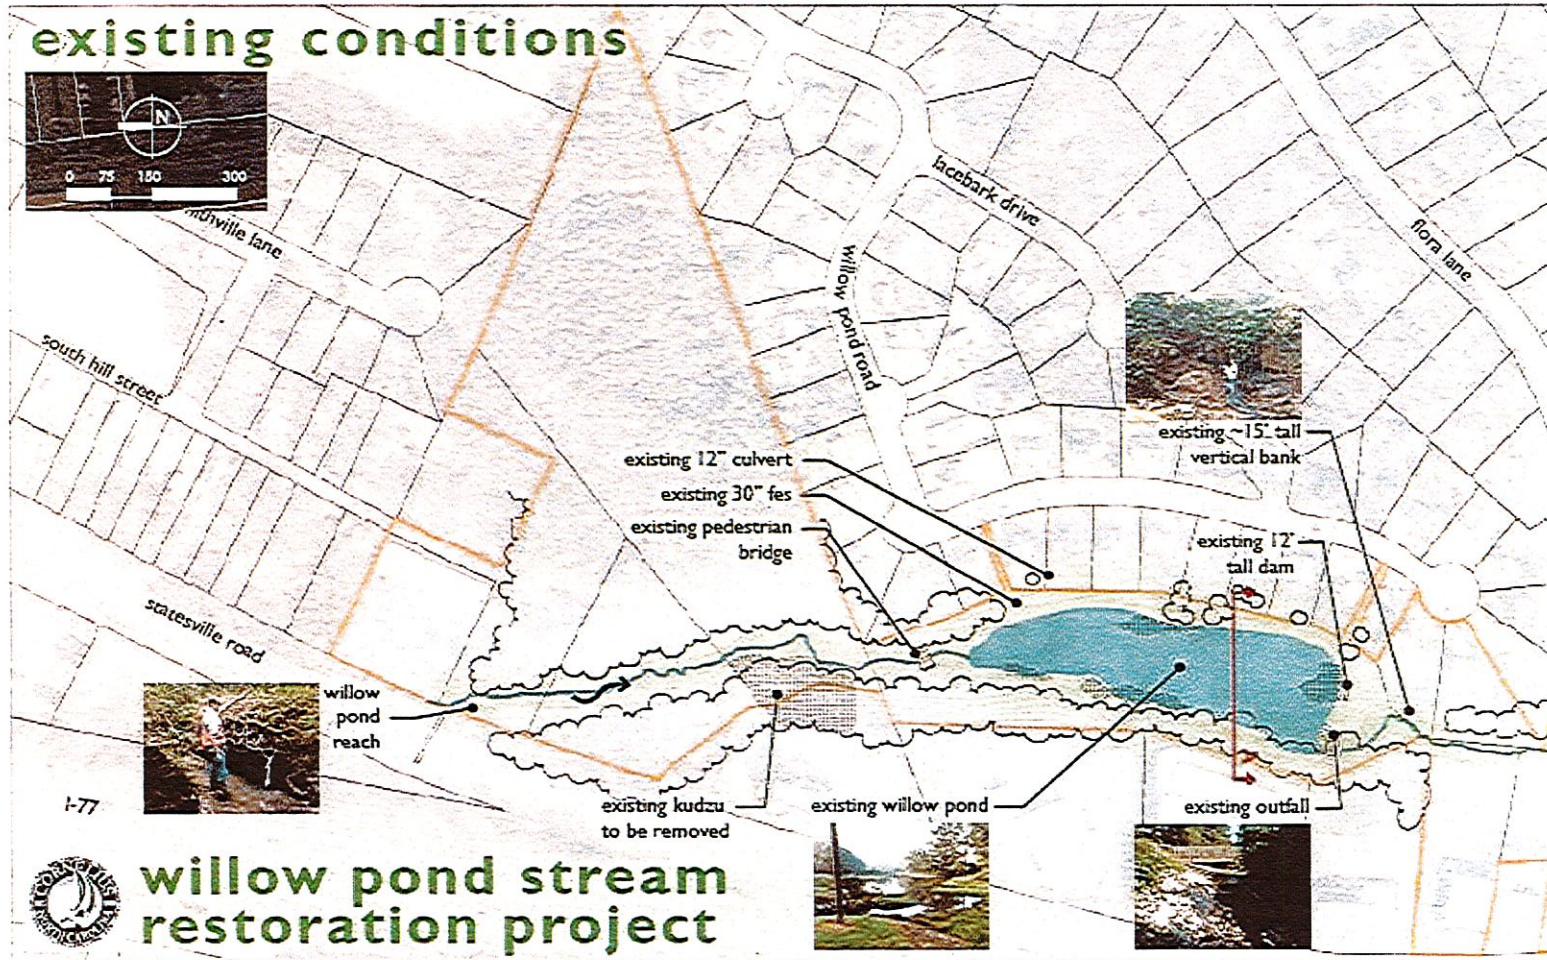 existing conditions
N
0 75 150 300
lacebark drive
flora lane
willow pond road
south hill street
existing ~15" tall
vertical bank
existing 12" culvert
existing 30" fes
existing pedestrian
bridge
existing 12"
tall dam
statesville road
willow
pond
reach
I-77
existing kudzu
to be removed
existing willow pond
existing outfall
willow pond stream
restoration project